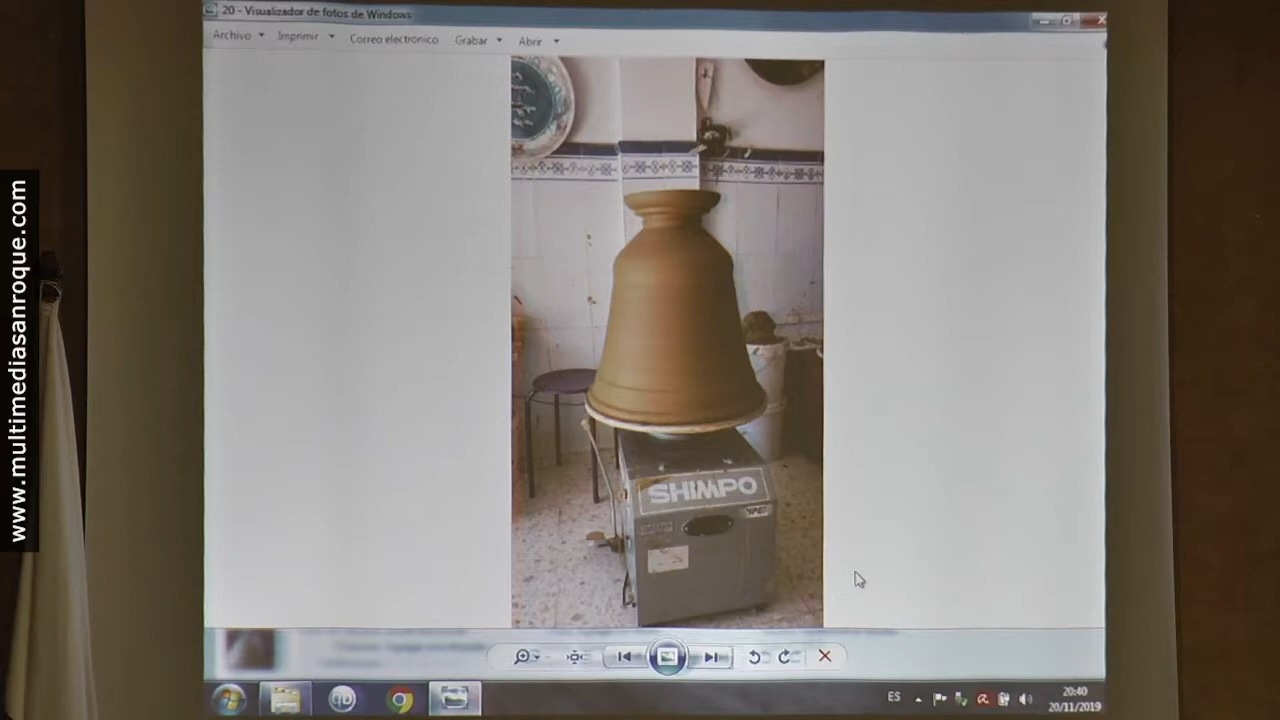 20 - Visualizador de fotos de Windows
Archivo Imprimir Correo electrónico Grabar Abrir
SHIMPO
ES
20:40
20/11/2019
www.multimediasanroque.com